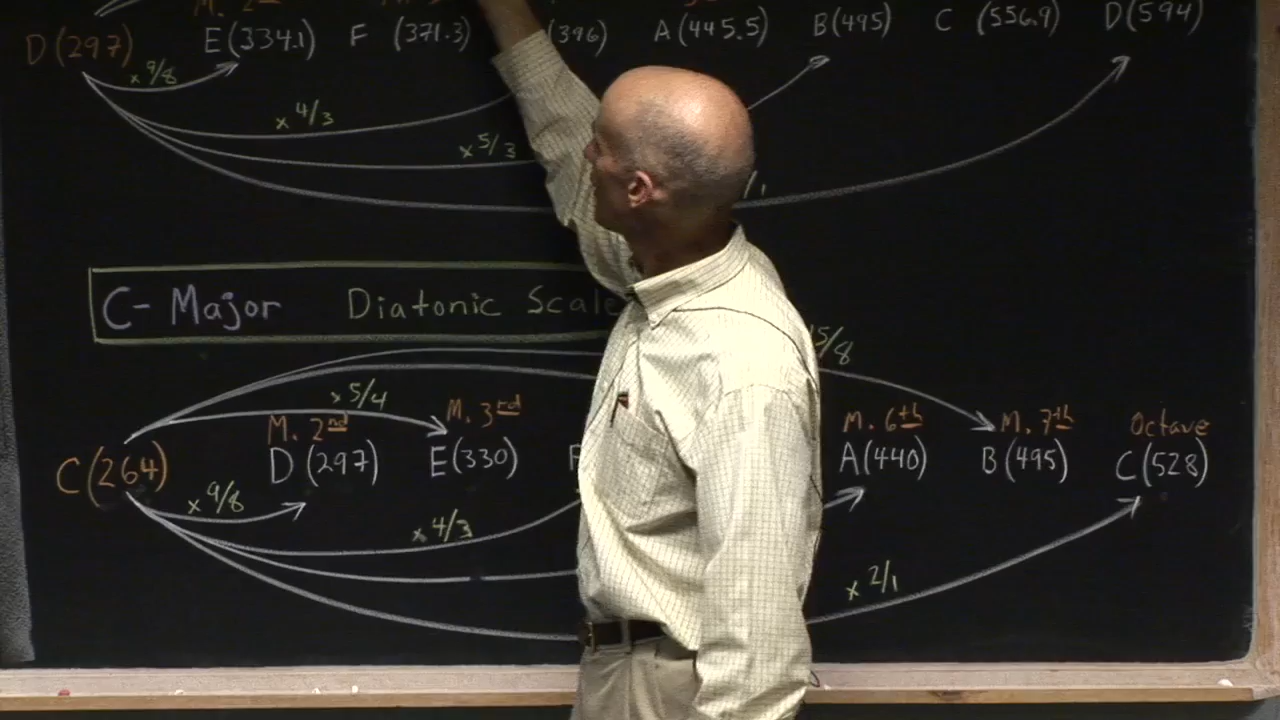 D(297) E(334.1) F (371.3) (396) A(445.5) B(495) C (556.9) D(594)
x 9/8
x 4/3
x 5/3
/1
C- Major Diatonic Scale
5/8
x 5/4
M. 2nd M. 3rd M. 6th M. 7th Octave
C(264) D(297) E(330) F A(440) B(495) C(528)
x 9/8
x 4/3
x 2/1